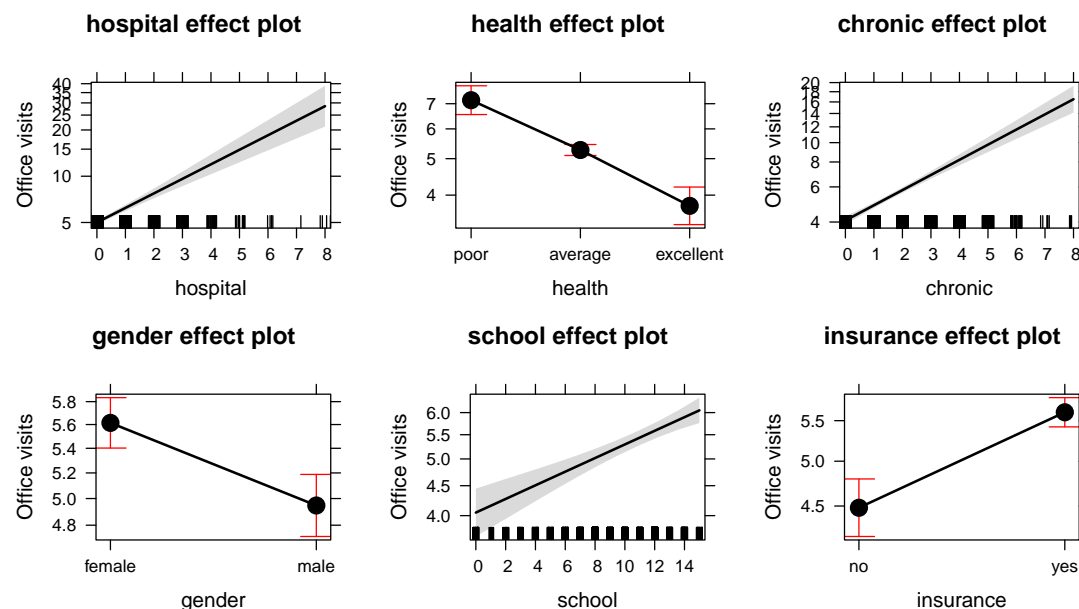 hospital effect plot
Office visits
40
35
30
25
20
15
10
5
0 1 2 3 4 5 6 7 8
hospital
health effect plot
Office visits
7
6
5
4
poor average excellent
health
chronic effect plot
Office visits
20
18
16
14
12
10
8
6
4
0 1 2 3 4 5 6 7 8
chronic
gender effect plot
Office visits
5.8
5.6
5.4
5.2
5.0
4.8
female male
gender
school effect plot
Office visits
6.0
5.5
5.0
4.5
4.0
0 2 4 6 8 10 14
school
insurance effect plot
Office visits
5.5
5.0
4.5
no yes
insurance